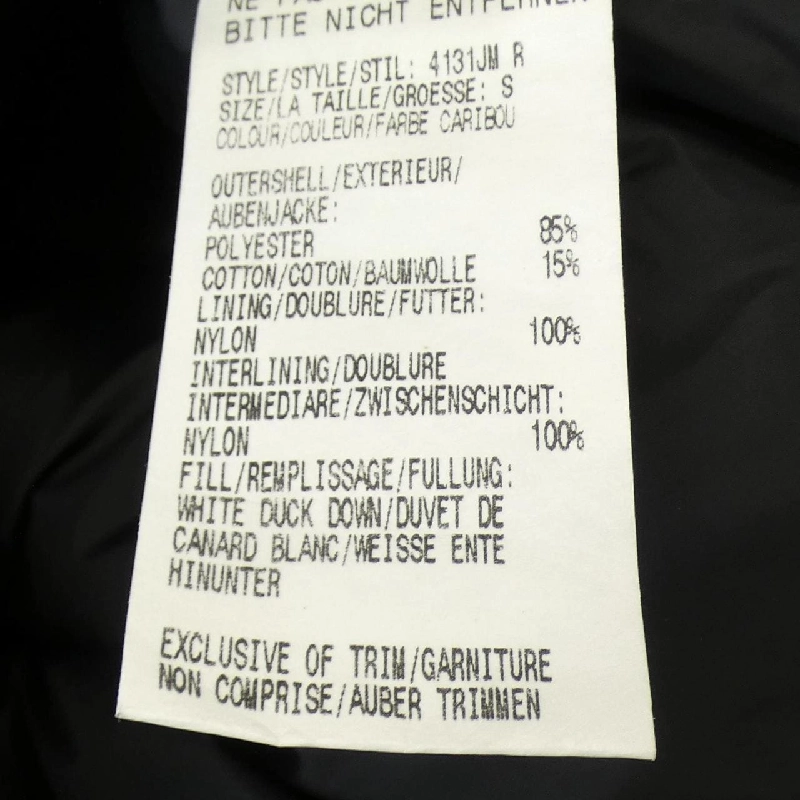 BITTE NICHT ENTFERNEN
STYLE/STYLE/STIL: 4131JM R
SIZE/LA TAILLE/GROESSE: S
COLOUR/COULEUR/FARBE CARIBOU
OUTERSHELL/EXTERIEUR/
AUBENJACKE:
POLYESTER 85%
COTTON/COTON/BAUMWOLLE 15%
LINING/DOUBLURE/FUTTER:
NYLON 100%
INTERLINING/DOUBLURE
INTERMEDIARE/ZWISCHENSCHICHT:
NYLON 100%
FILL/REMPLISSAGE/FULLUNG:
WHITE DUCK DOWN/DUVET DE
CANARD BLANC/WEISSE ENTE
HINUNTER
EXCLUSIVE OF TRIM/GARNITURE
NON COMPRISE/AUBER TRIMMEN